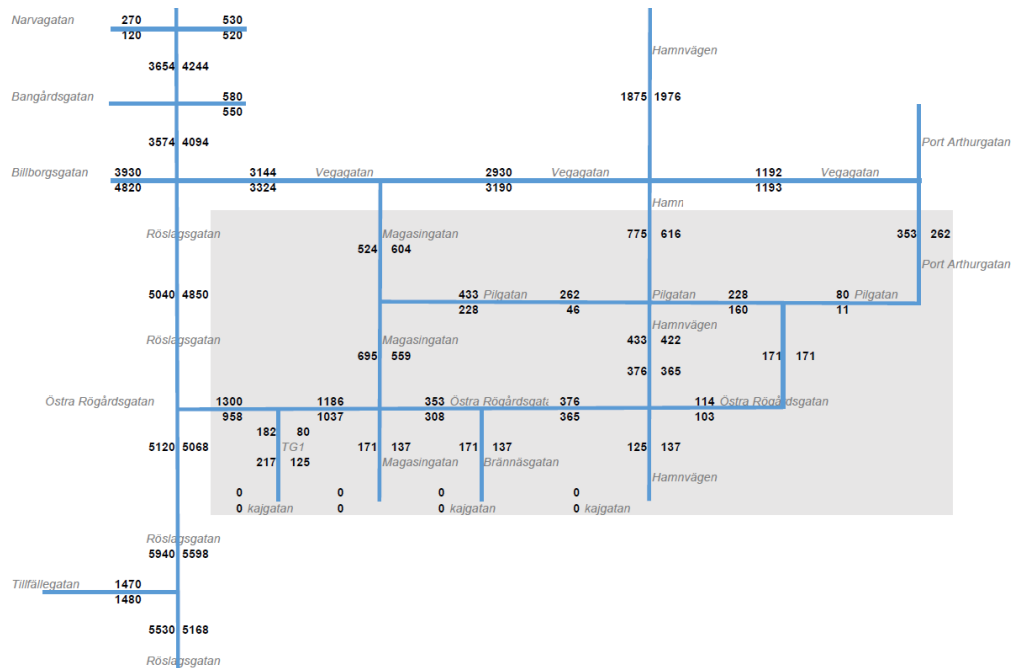 Narvagatan 270 530
120 520
Hamnvägen
3654 4244
Bangårdsgatan 580
1875 1976
550
3574 4094 Port Arthurgatan
Billborgsgatan 3930 3144 Vegagatan 2930 Vegagatan 1192 Vegagatan
4820 3324 3190 1193
Hamn
Röslagsgatan Magasingatan 775 616 353 262
524 604
Port Arthurgatan
5040 4850 433 Pilgatan 262 Pilgatan 228 80 Pilgatan
228 46 160 11
Hamnvägen
Röslagsgatan Magasingatan 433 422
695 559 171 171
376 365
Östra Rögårdsgatan 1300 1186 353 Östra Rögårdsgata 376 114 Östra Rögårdsgatan
958 1037 308 365 103
182 80
5120 5068 TG1 171 137 171 137 125 137
217 125 Magasingatan Brännäsgatan
Hamnvägen
0 0 0 0
0 kajgatan 0 0 kajgatan 0 kajgatan
Röslagsgatan
5940 5598
Tillfällegatan 1470
1480
5530 5168
Röslagsgatan